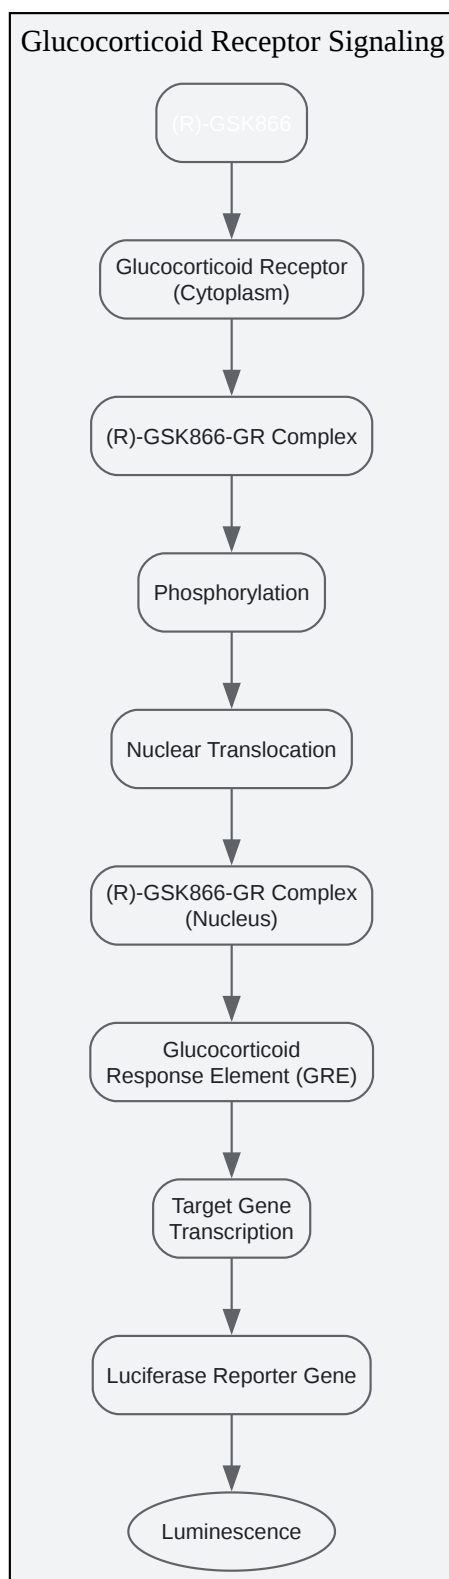 Glucocorticoid Receptor Signaling
(R)-GSK866
Glucocorticoid Receptor
(Cytoplasm)
(R)-GSK866-GR Complex
Phosphorylation
Nuclear Translocation
(R)-GSK866-GR Complex
(Nucleus)
Glucocorticoid
Response Element (GRE)
Target Gene
Transcription
Luciferase Reporter Gene
Luminescence